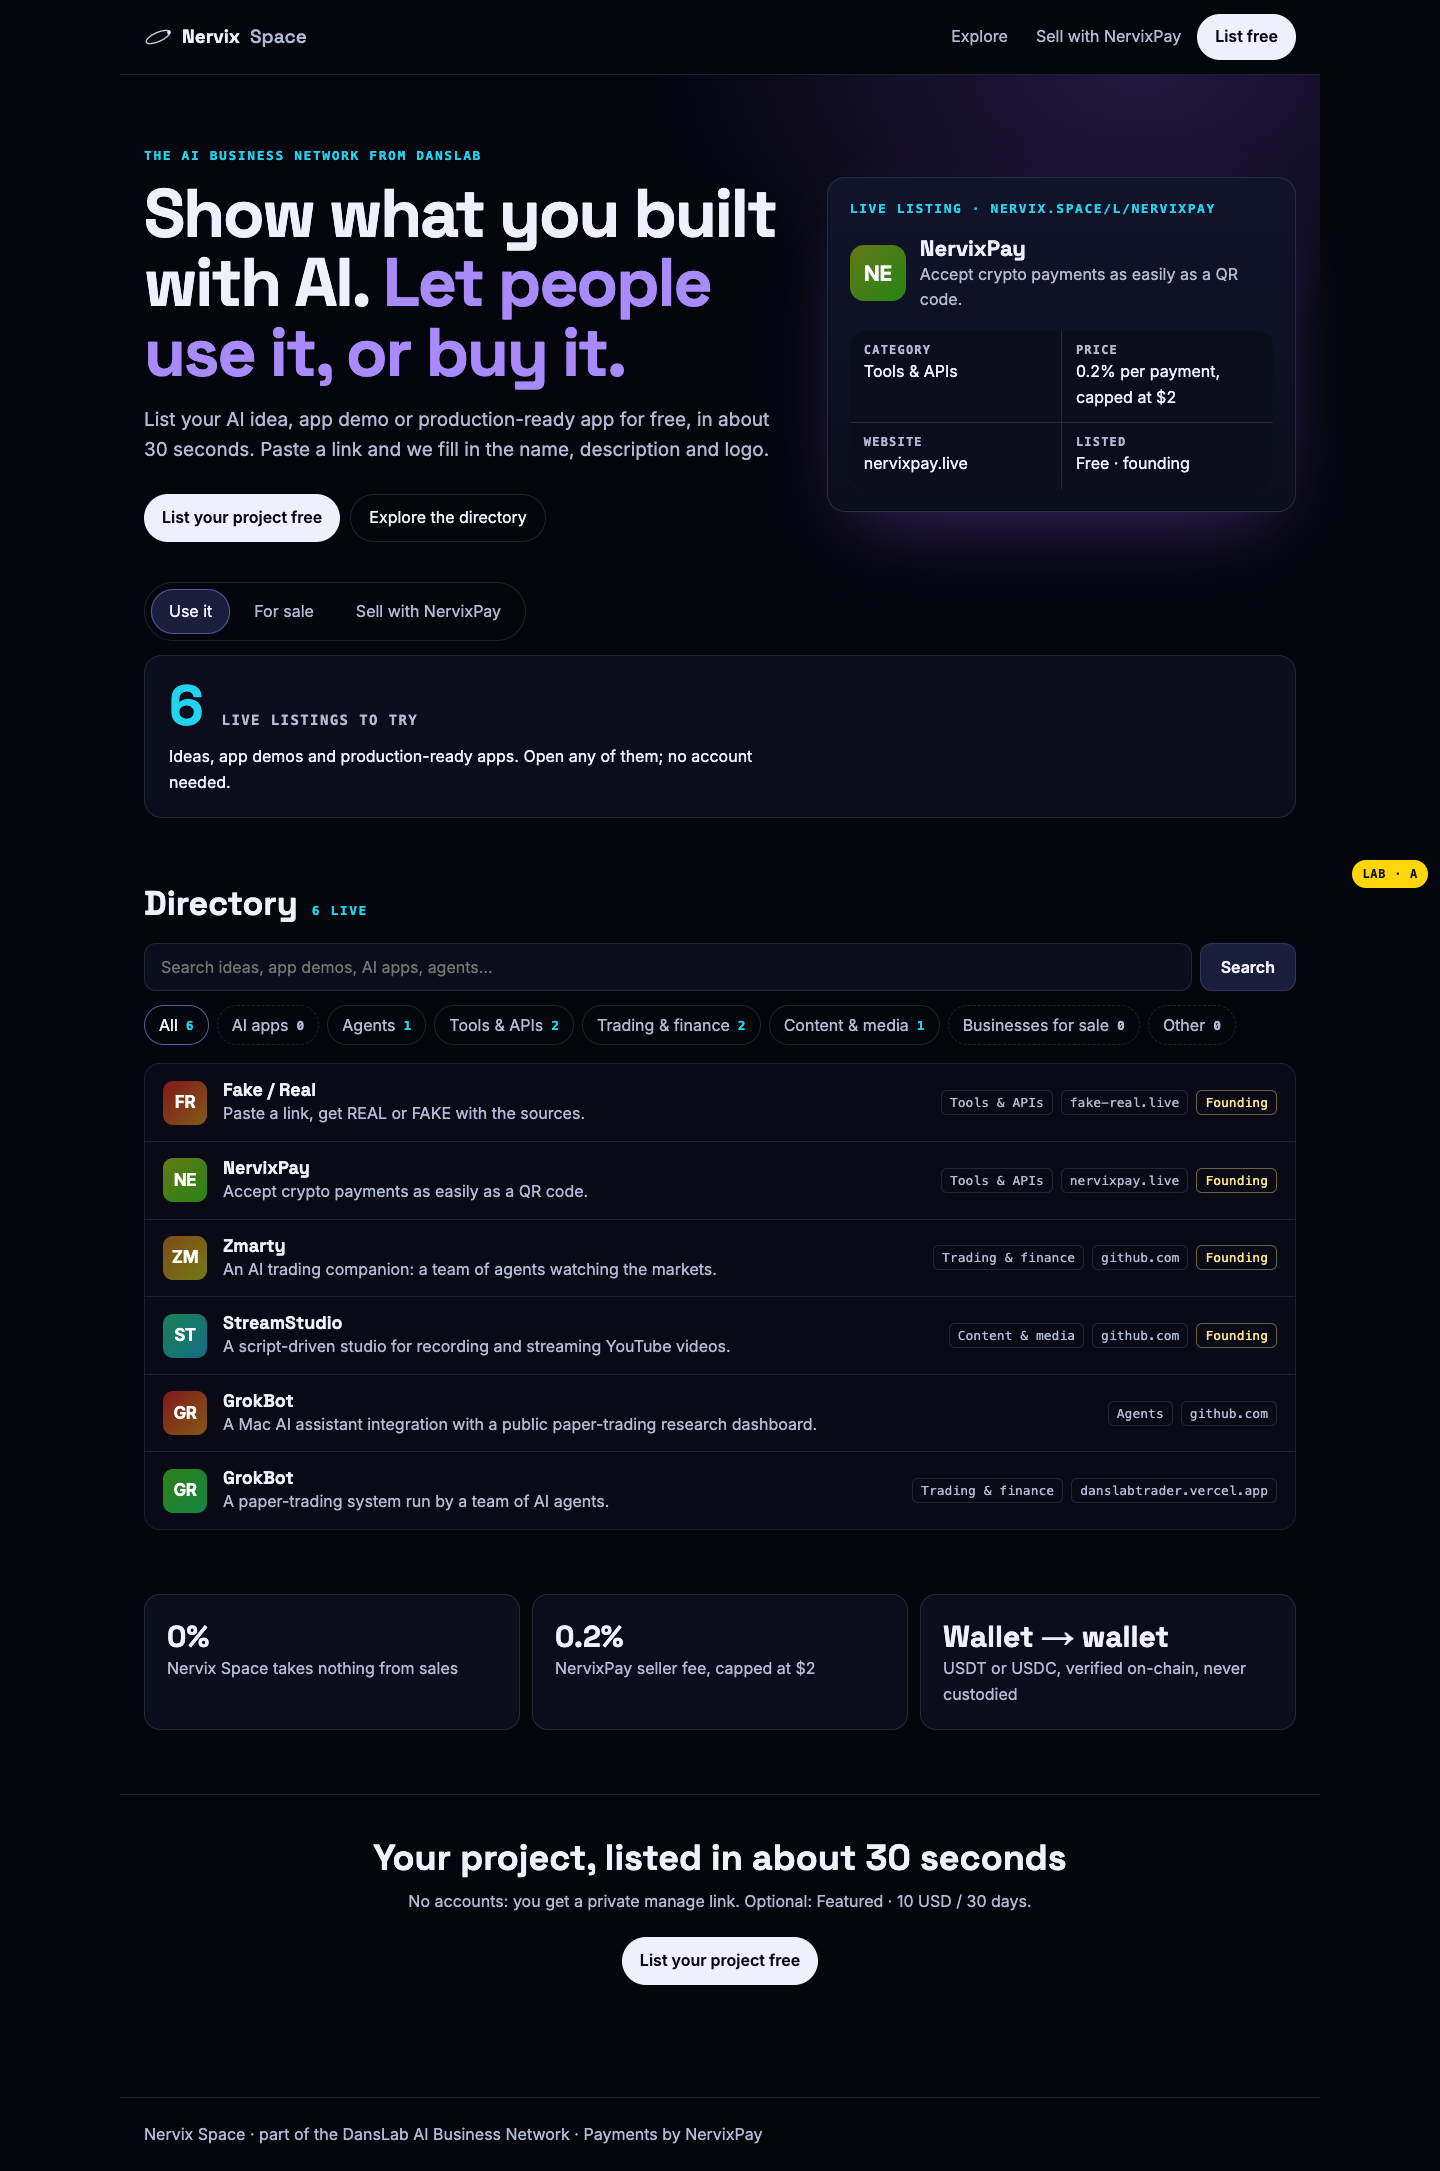 Nervix Space
Explore
Sell with NervixPay
List free
THE AI BUSINESS NETWORK FROM DANSLAB
Show what you built
with AI. Let people
use it, or buy it.
List your AI idea, app demo or production-ready app for free, in about
30 seconds. Paste a link and we fill in the name, description and logo.
List your project free
Explore the directory
LIVE LISTING · NERVIX.SPACE/L/NERVIXPAY
NE
NervixPay
Accept crypto payments as easily as a QR
code.
CATEGORY
Tools & APIs
PRICE
0.2% per payment,
capped at $2
WEBSITE
nervixpay.live
LISTED
Free · founding
Use it
For sale
Sell with NervixPay
6 LIVE LISTINGS TO TRY
Ideas, app demos and production-ready apps. Open any of them; no account
needed.
LAB · A
Directory 6 LIVE
Search ideas, app demos, AI apps, agents...
Search
All 6
AI apps 0
Agents 1
Tools & APIs 2
Trading & finance 2
Content & media 1
Businesses for sale 0
Other 0
FR
Fake / Real
Paste a link, get REAL or FAKE with the sources.
Tools & APIs
fake-real.live
Founding
NE
NervixPay
Accept crypto payments as easily as a QR code.
Tools & APIs
nervixpay.live
Founding
ZM
Zmarty
An AI trading companion: a team of agents watching the markets.
Trading & finance
github.com
Founding
ST
StreamStudio
A script-driven studio for recording and streaming YouTube videos.
Content & media
github.com
Founding
GR
GrokBot
A Mac AI assistant integration with a public paper-trading research dashboard.
Agents
github.com
GR
GrokBot
A paper-trading system run by a team of AI agents.
Trading & finance
danslabtrader.vercel.app
0%
Nervix Space takes nothing from sales
0.2%
NervixPay seller fee, capped at $2
Wallet → wallet
USDT or USDC, verified on-chain, never
custodied
Your project, listed in about 30 seconds
No accounts: you get a private manage link. Optional: Featured · 10 USD / 30 days.
List your project free
Nervix Space · part of the DansLab AI Business Network · Payments by NervixPay